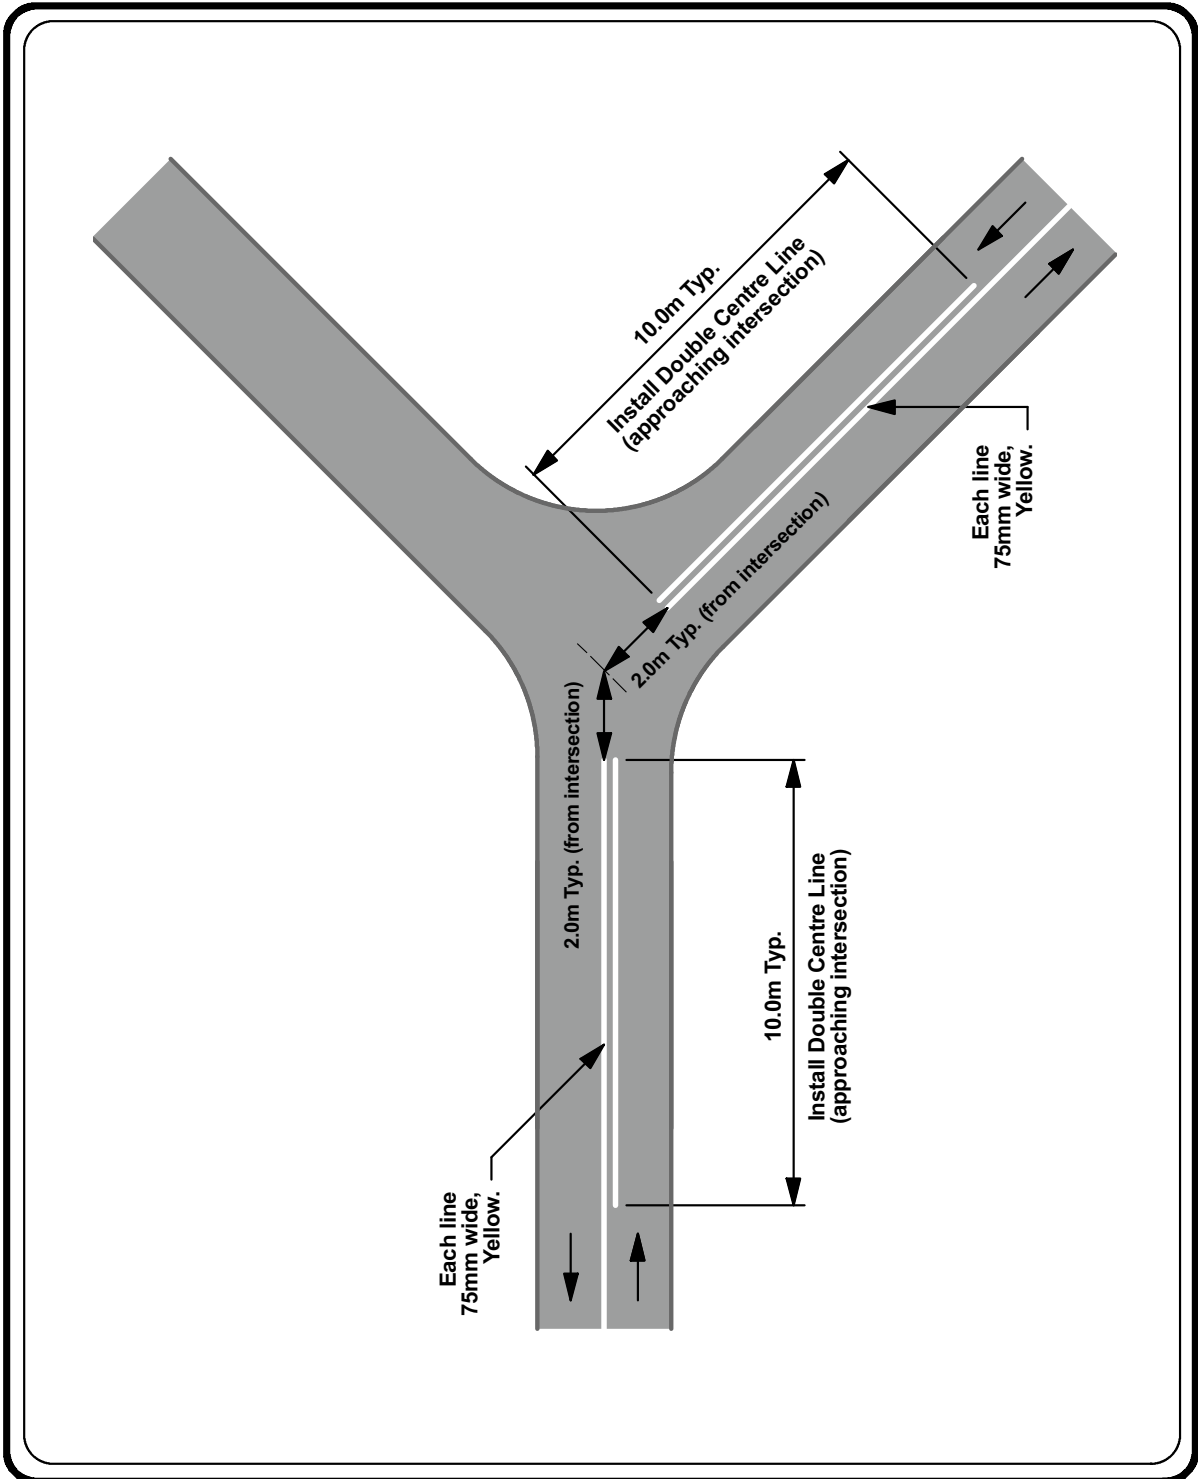 10.0m Typ.
Install Double Centre Line
(approaching intersection)
Each line
75mm wide,
Yellow.
2.0m Typ. (from intersection)
2.0m Typ. (from intersection)
10.0m Typ.
Install Double Centre Line
(approaching intersection)
Each line
75mm wide,
Yellow.